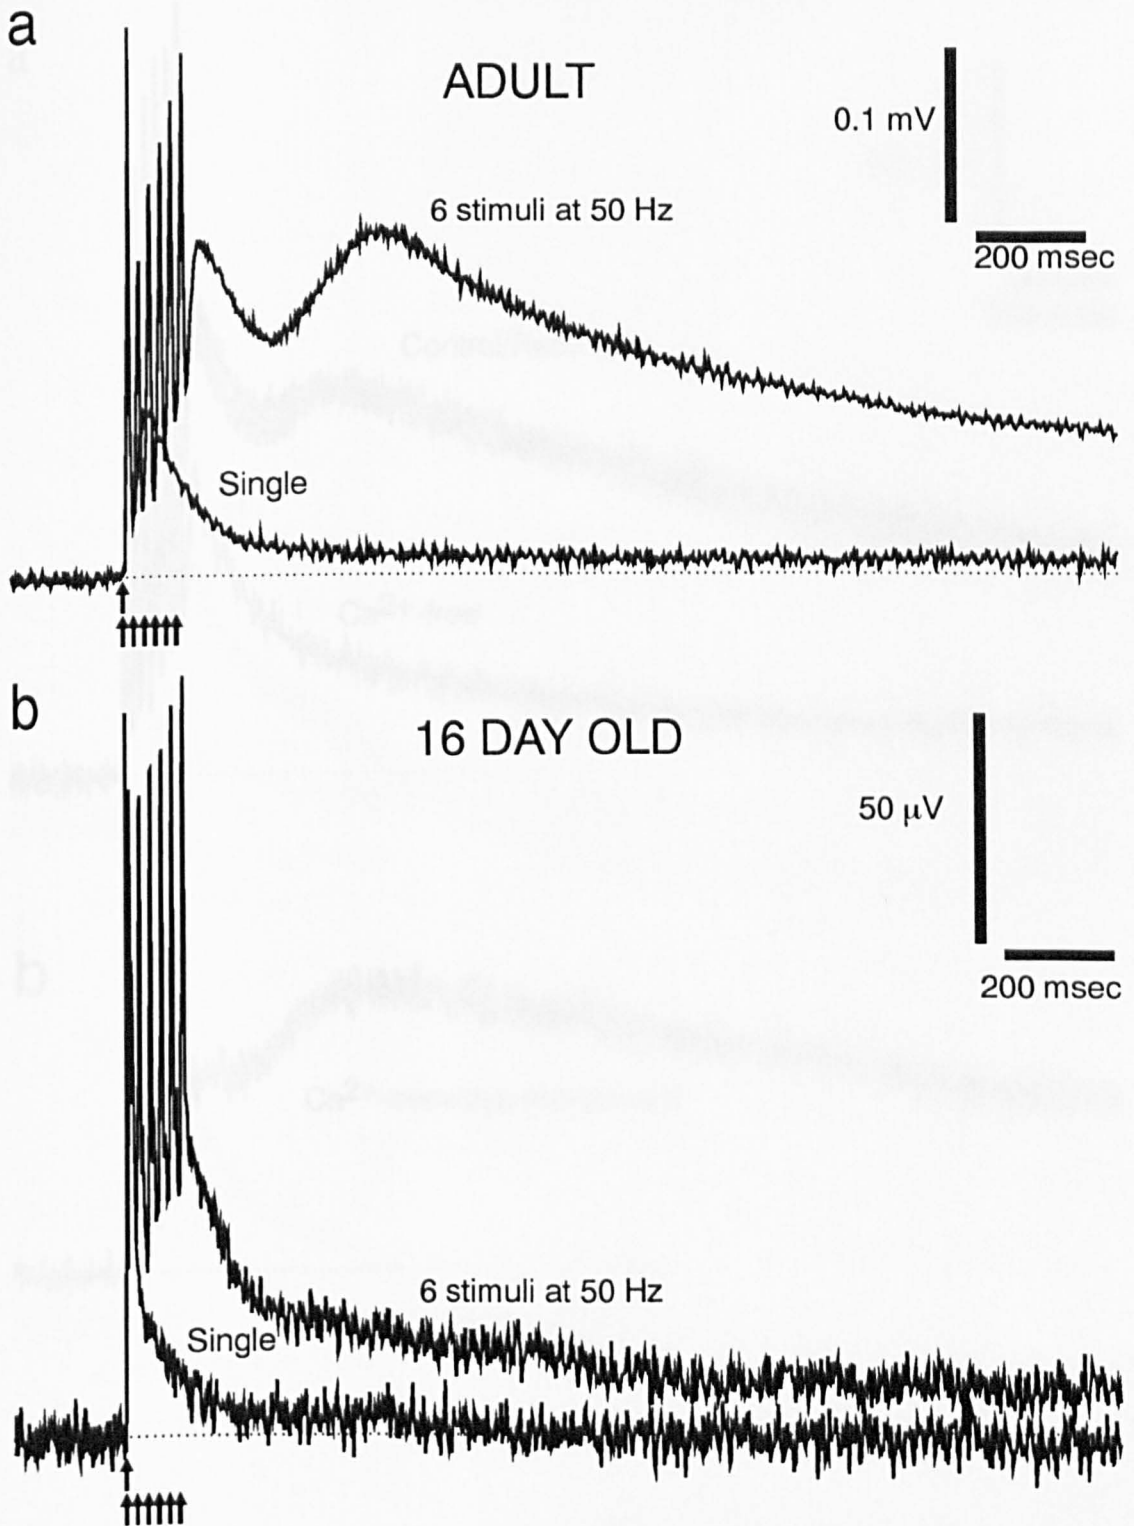 a
ADULT
0.1 mV
6 stimuli at 50 Hz
200 msec
Single
b
16 DAY OLD
50 μV
200 msec
6 stimuli at 50 Hz
Single